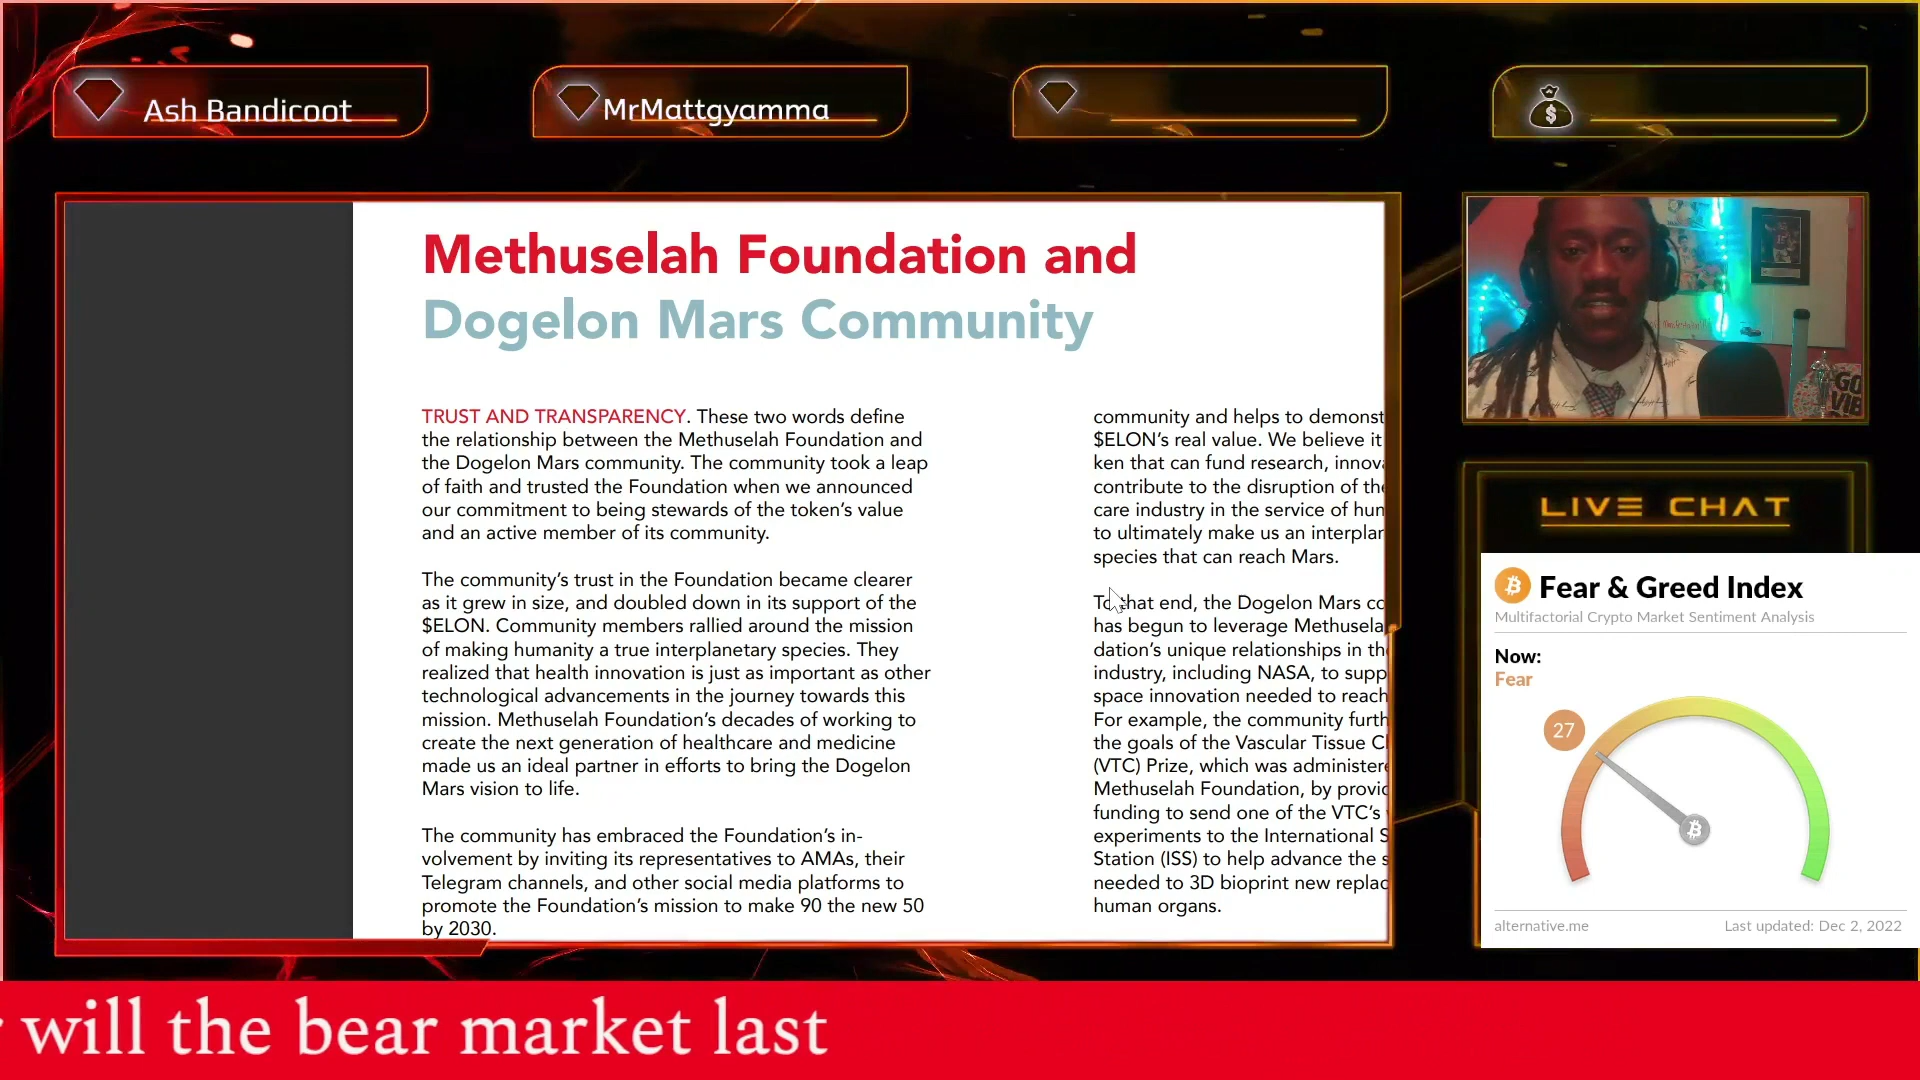 Ash Bandicoot
MrMattgyamma
Methuselah Foundation and
Dogelon Mars Community
TRUST AND TRANSPARENCY. These two words define
the relationship between the Methuselah Foundation and
the Dogelon Mars community. The community took a leap
of faith and trusted the Foundation when we announced
our commitment to being stewards of the token's value
and an active member of its community.
The community's trust in the Foundation became clearer
as it grew in size, and doubled down in its support of the
$ELON. Community members rallied around the mission
of making humanity a true interplanetary species. They
realized that health innovation is just as important as other
technological advancements in the journey towards this
mission. Methuselah Foundation's decades of working to
create the next generation of healthcare and medicine
made us an ideal partner in efforts to bring the Dogelon
Mars vision to life.
The community has embraced the Foundation's in-
volvement by inviting its representatives to AMAs, their
Telegram channels, and other social media platforms to
promote the Foundation's mission to make 90 the new 50
by 2030.
community and helps to demonst
$ELON's real value. We believe it
ken that can fund research, innov
contribute to the disruption of the
care industry in the service of hum
to ultimately make us an interplan
species that can reach Mars.
To that end, the Dogelon Mars co
has begun to leverage Methusela
dation's unique relationships in the
industry, including NASA, to supp
space innovation needed to reach
For example, the community furth
the goals of the Vascular Tissue C
(VTC) Prize, which was administere
Methuselah Foundation, by provid
funding to send one of the VTC's
experiments to the International S
Station (ISS) to help advance the s
needed to 3D bioprint new replac
human organs.
GO
VIB
LIVE CHAT
Fear & Greed Index
Multifactorial Crypto Market Sentiment Analysis
Now:
Fear
27
alternative.me
Last updated: Dec 2, 2022
will the bear market last